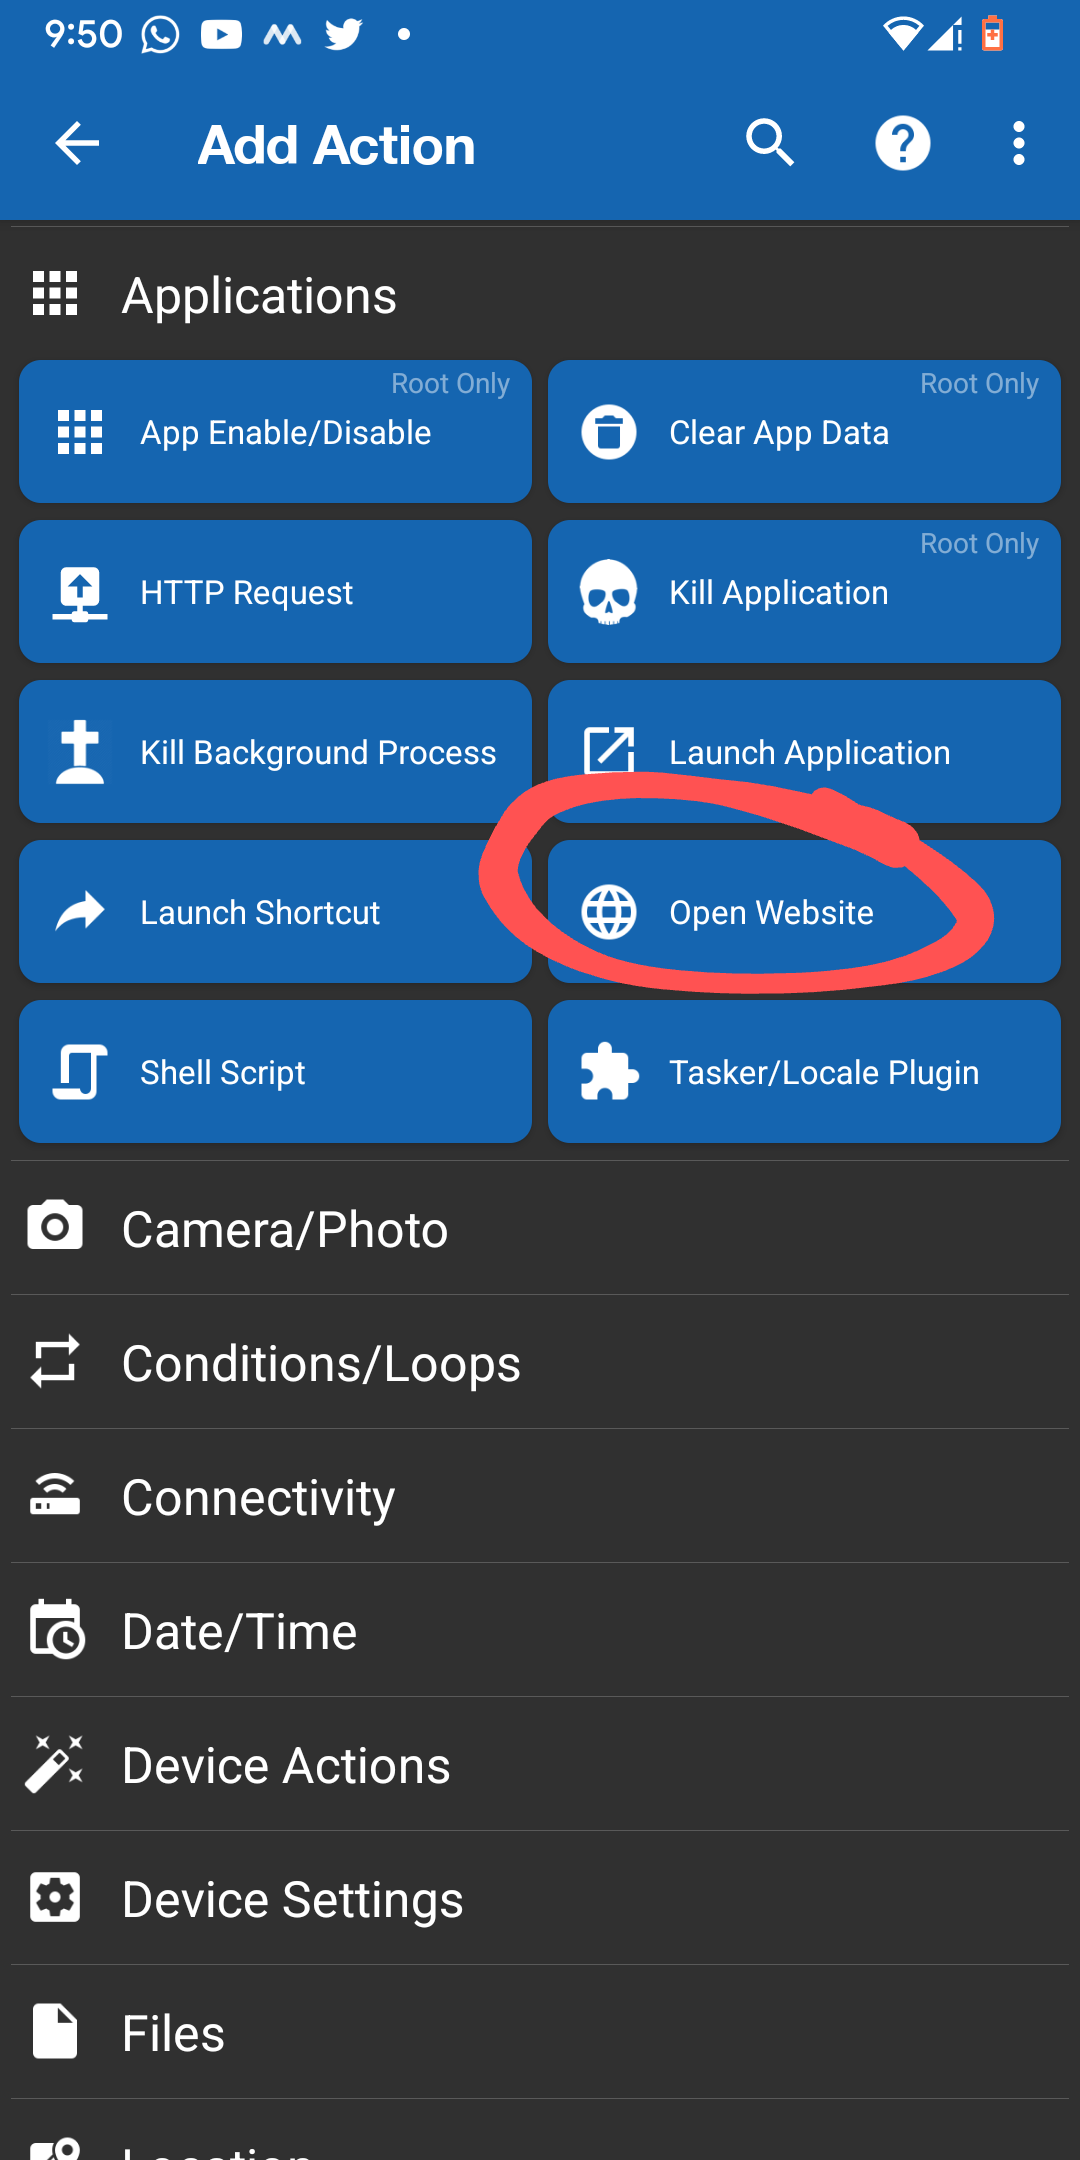 9:50
Add Action
Applications
Root Only
App Enable/Disable
Root Only
Clear App Data
HTTP Request
Root Only
Kill Application
Kill Background Process
Launch Application
Launch Shortcut
Open Website
Shell Script
Tasker/Locale Plugin
Camera/Photo
Conditions/Loops
Connectivity
Date/Time
Device Actions
Device Settings
Files
Location